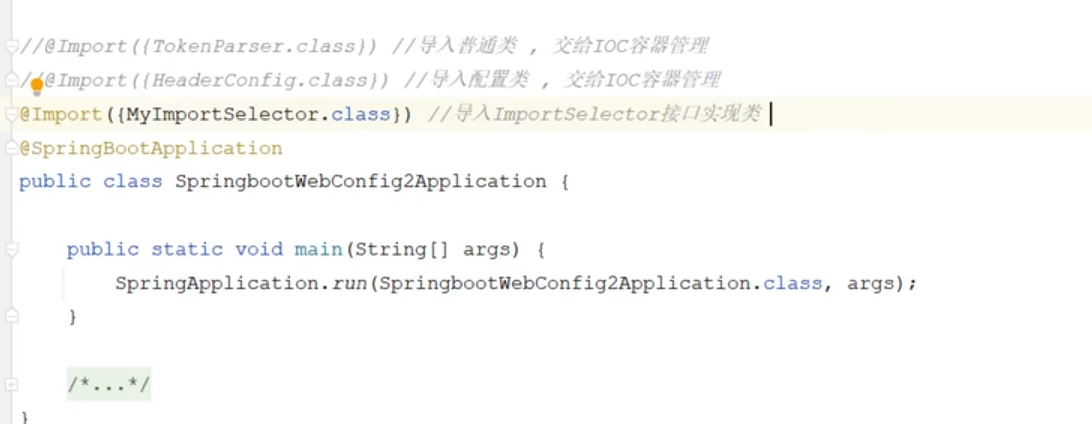 //@Import({TokenParser.class}) //导入普通类 , 交给IOC容器管理
//@Import({HeaderConfig.class}) //导入配置类 , 交给IOC容器管理
@Import({MyImportSelector.class}) //导入ImportSelector接口实现类
@SpringBootApplication
public class SpringbootWebConfig2Application {
public static void main(String[] args) {
SpringApplication.run(SpringbootWebConfig2Application.class, args);
}
/*...*/
}